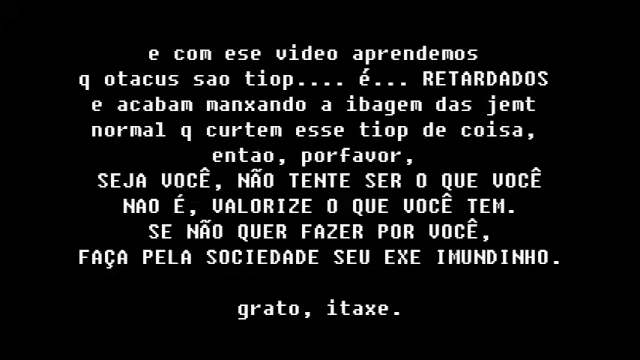 e com ese video aprendemos
q otacus sao tiop.... é... RETARDADOS
e acabam manxando a ibagem das jemt
normal q curtem esse tiop de coisa,
entao, porfavor,
SEJA VOCÊ, NÃO TENTE SER O QUE VOCÊ
NAO É, VALORIZE O QUE VOCÊ TEM.
SE NÃO QUER FAZER POR VOCÊ,
FAÇA PELA SOCIEDADE SEU EXE IMUNDINHO.
grato, itaxe.